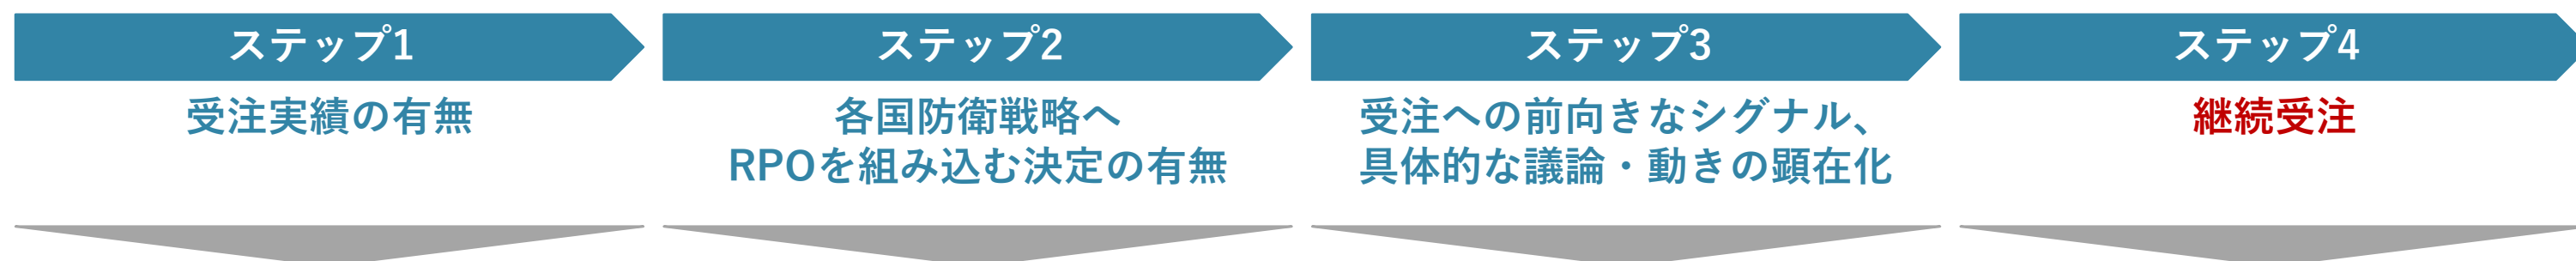 ステップ1
受注実績の有無
ステップ2
各国防衛戦略へ
RPOを組み込む決定の有無
ステップ3
受注への前向きなシグナル、
具体的な議論・動きの顕在化
ステップ4
継続受注